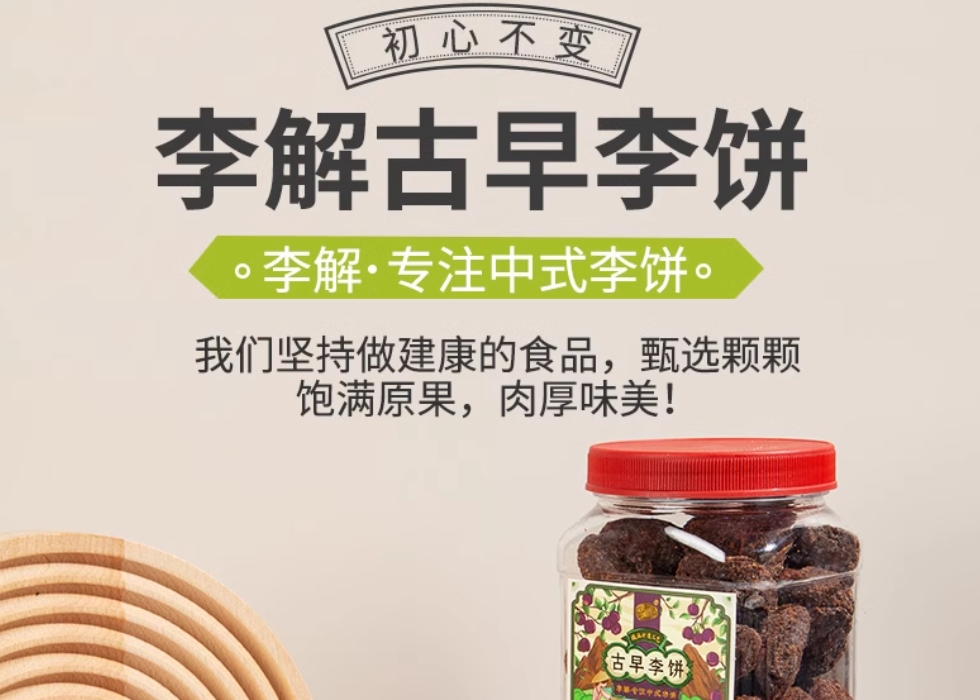 初心不变
李解古早李饼
李解·专注中式李饼
我们坚持做建康的食品，甄选颗颗
饱满原果，肉厚味美！
古早李饼